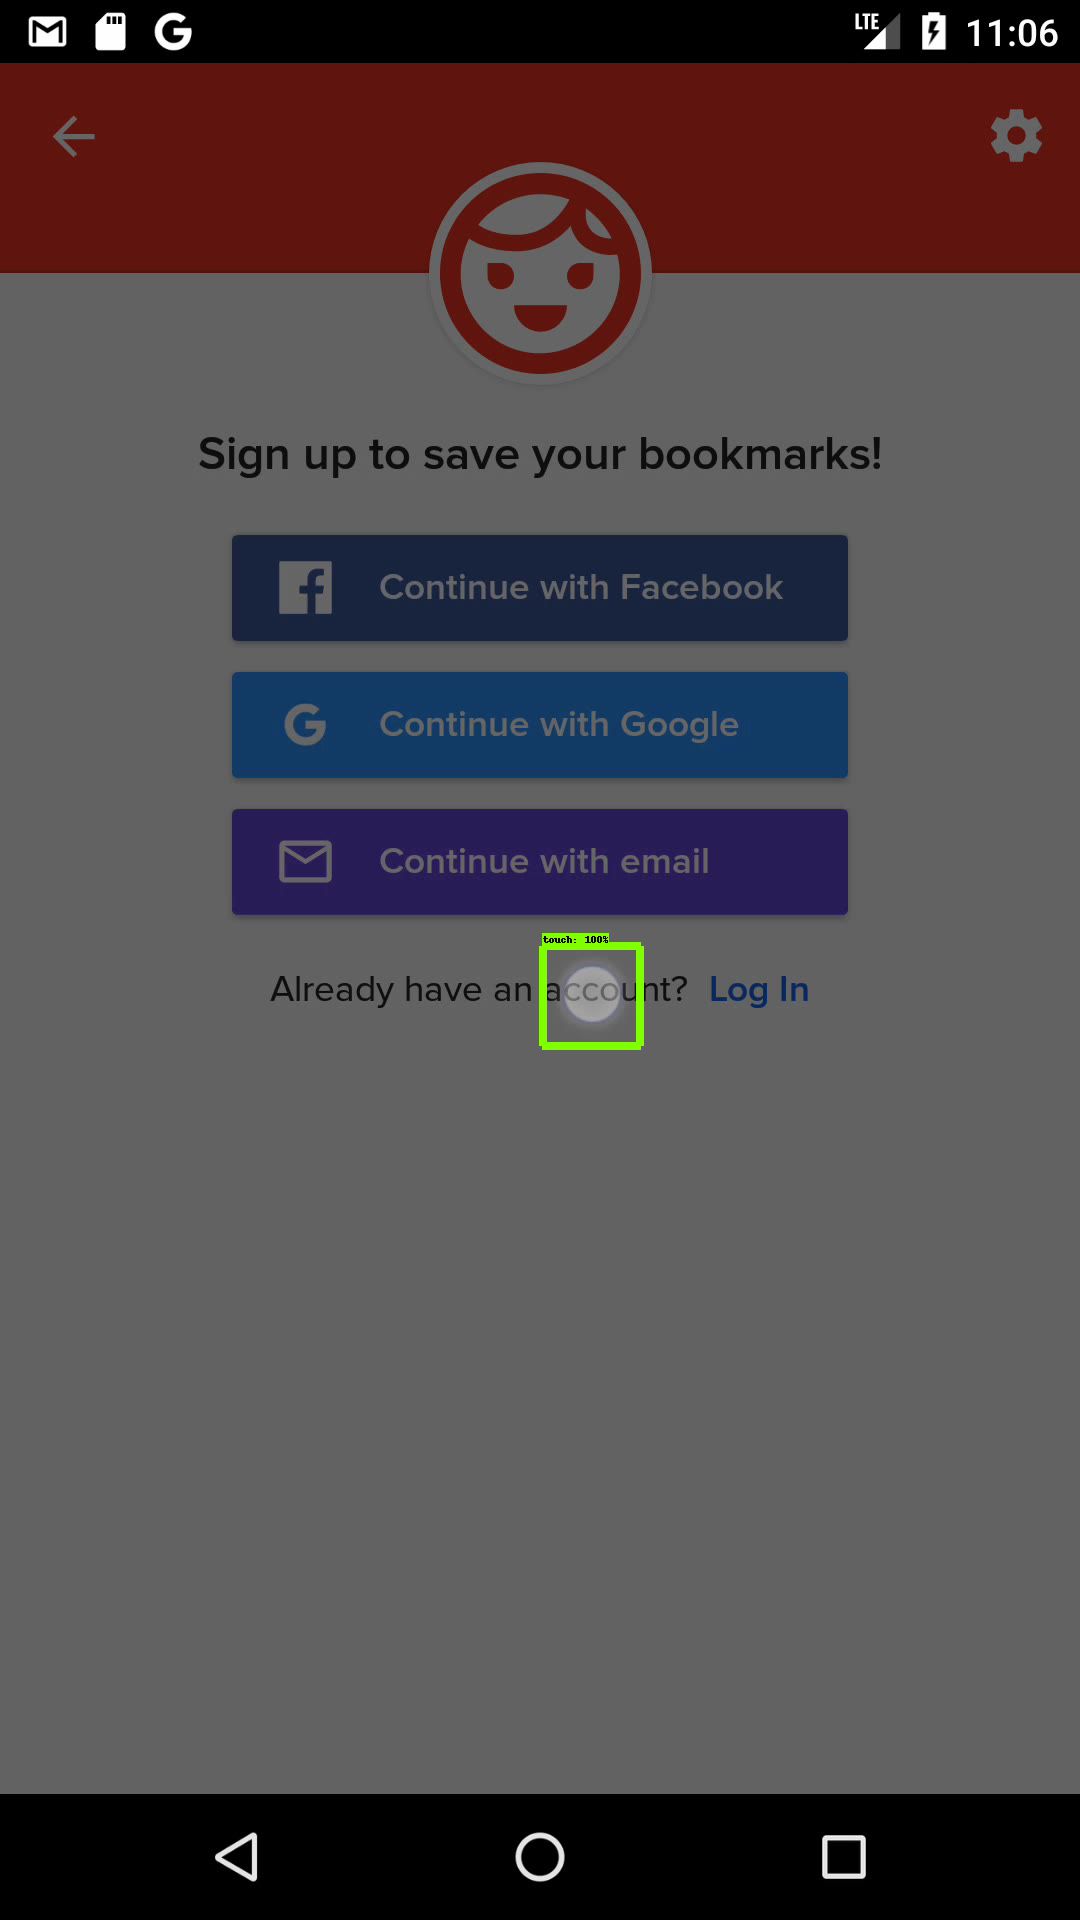 LTE 11:06
Sign up to save your bookmarks!
Continue with Facebook
Continue with Google
Continue with email
touch: 100%
Already have an account? Log In